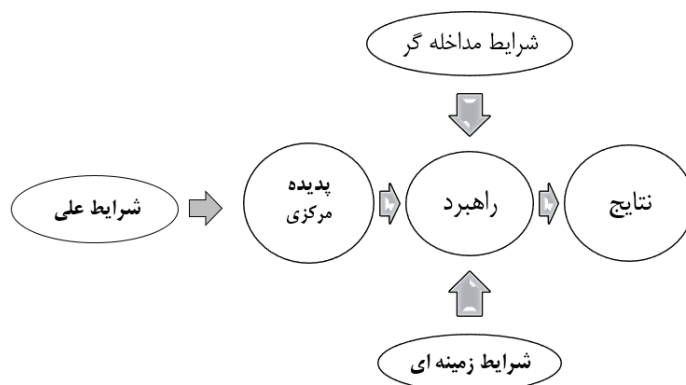 شرایط مداخله گر
شرایط علی
پدیده
مرکزی
راهبرد
نتایج
شرایط زمینه ای